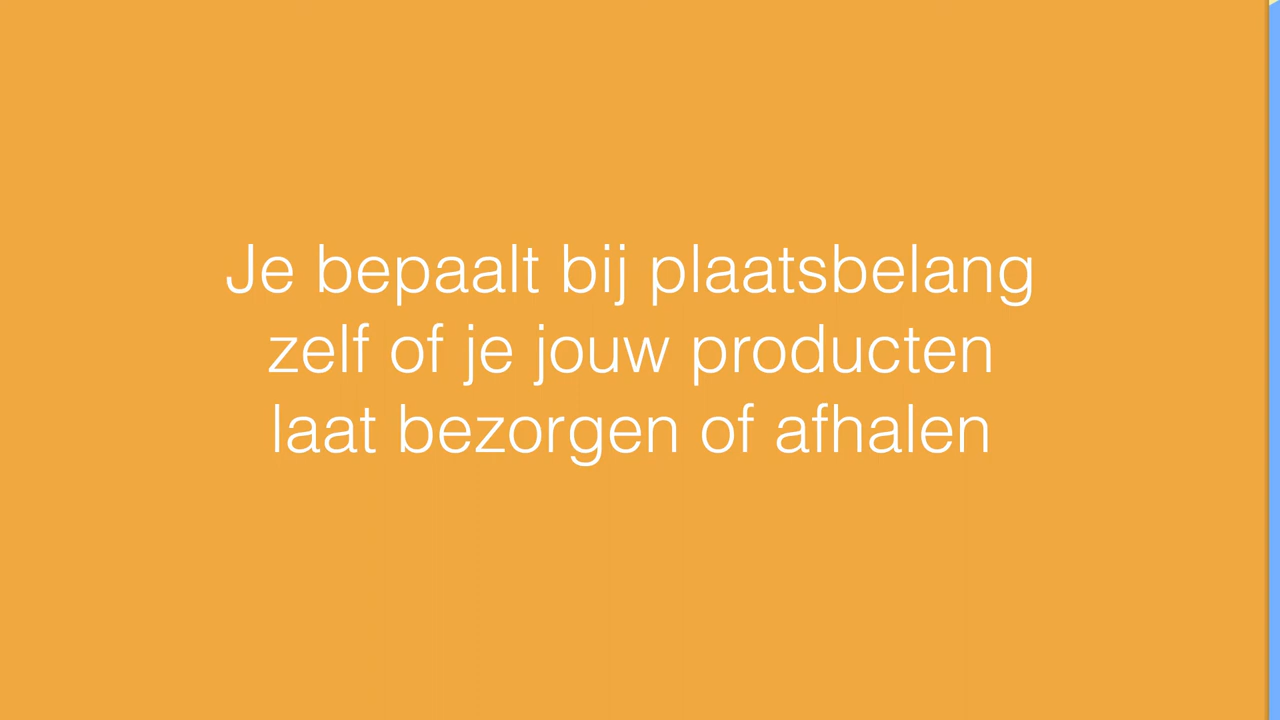 Je bepaalt bij plaatsbelang
zelf of je jouw producten
laat bezorgen of afhalen